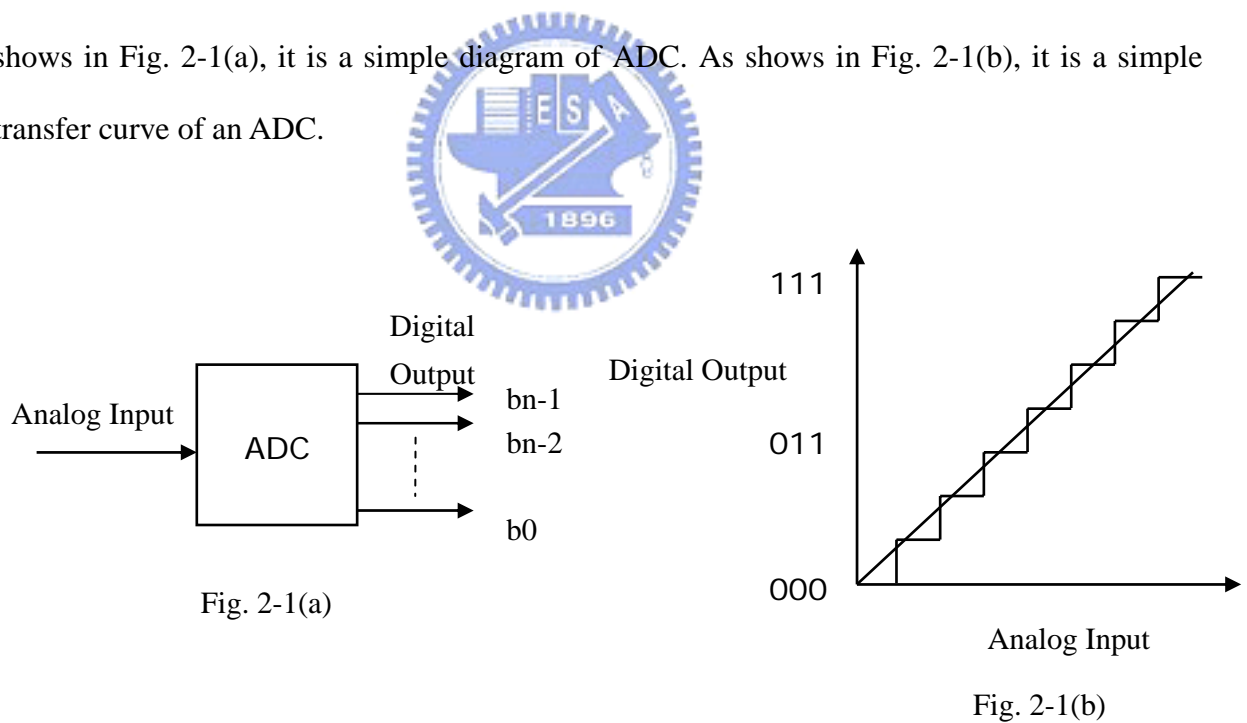 shows in Fig. 2-1(a), it is a simple diagram of ADC. As shows in Fig. 2-1(b), it is a simple
transfer curve of an ADC.
E S A
1896
Digital
Output
Analog Input
ADC
bn-1
bn-2
b0
Fig. 2-1(a)
111
Digital Output
011
000
Analog Input
Fig. 2-1(b)